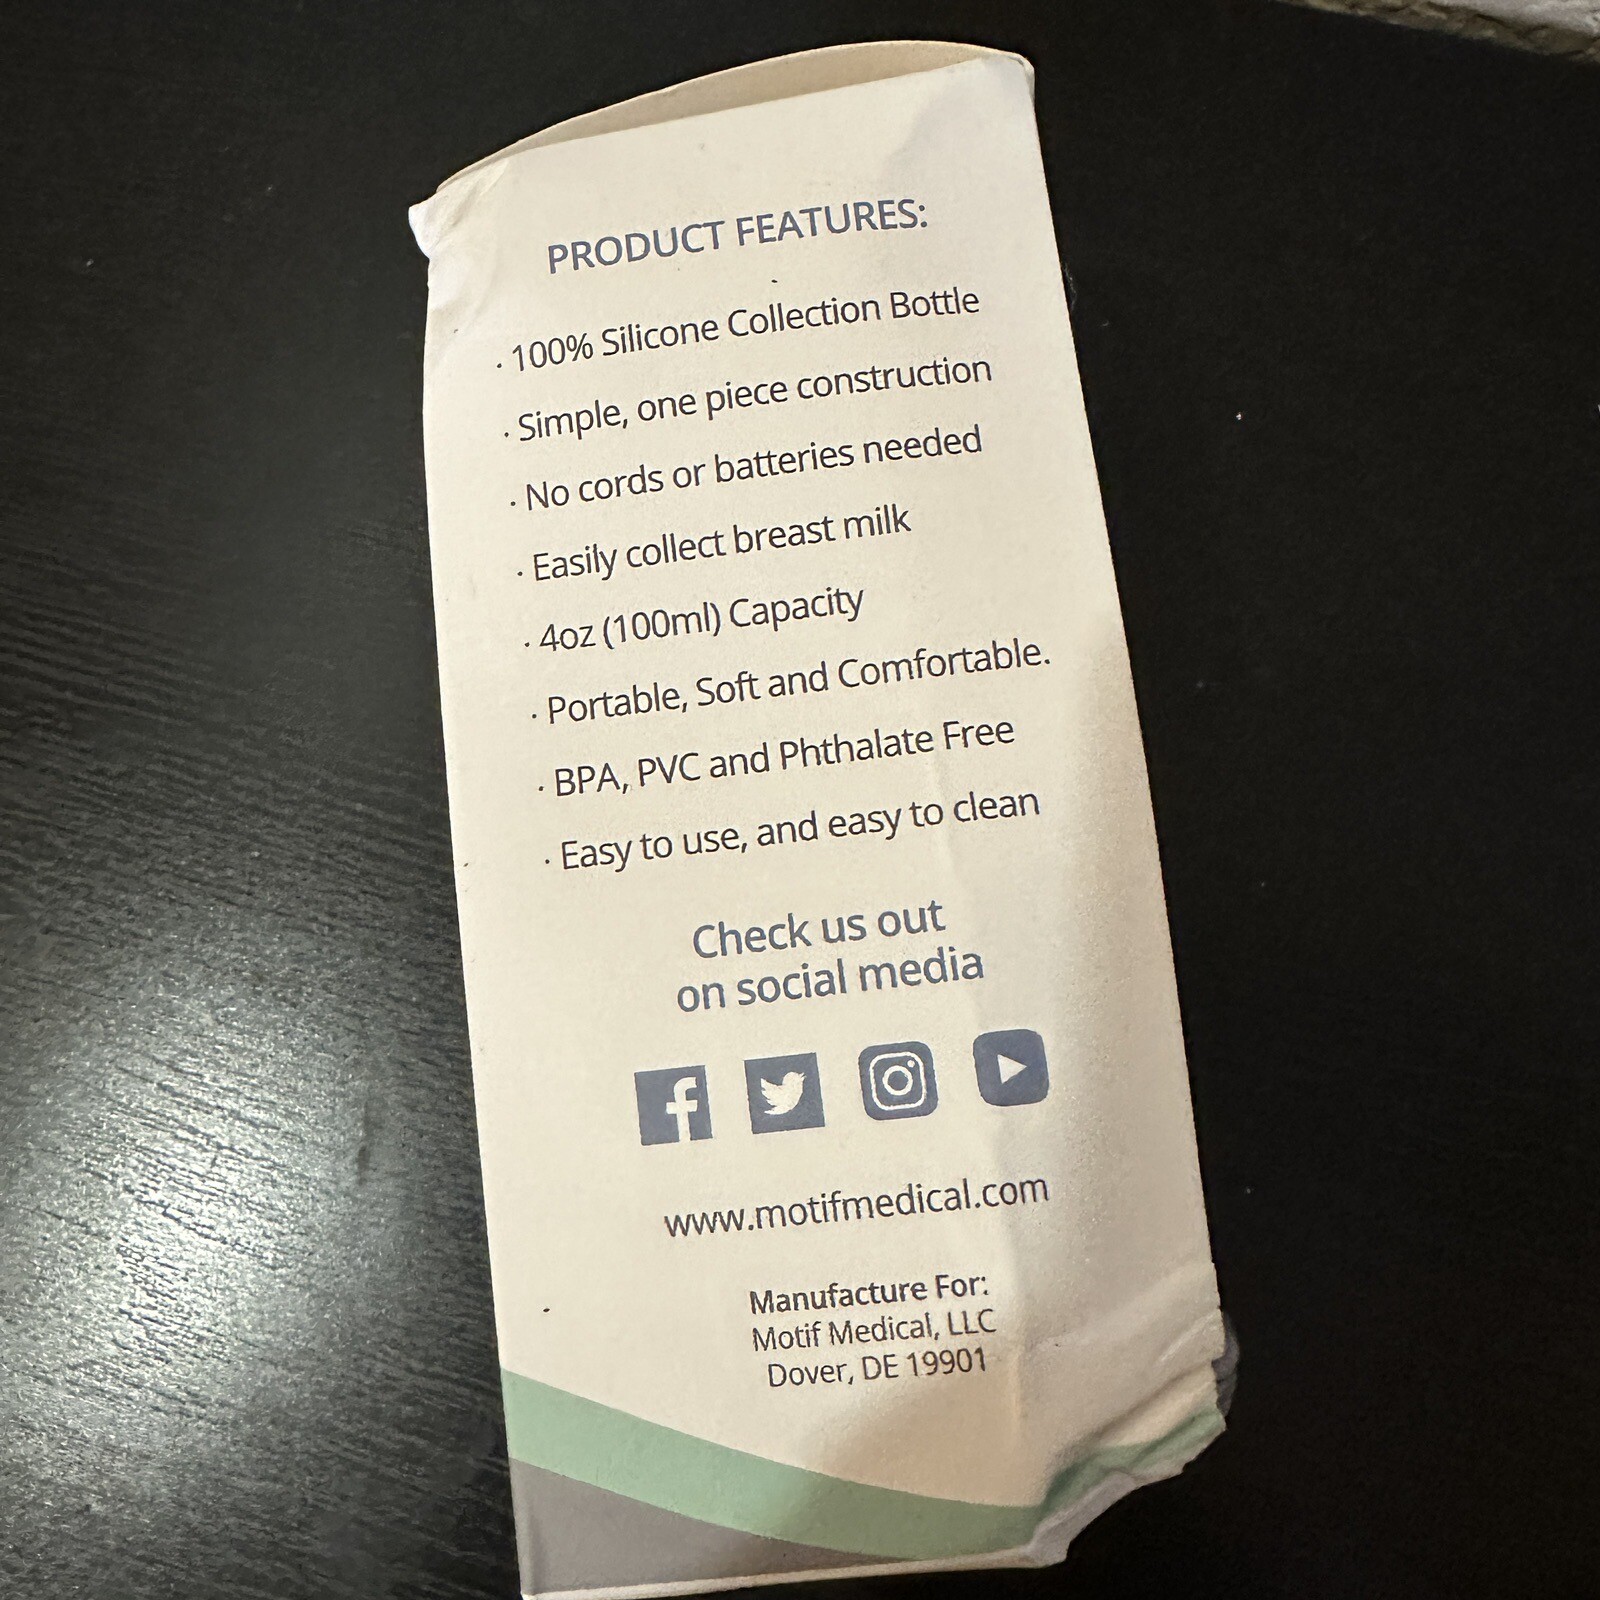 PRODUCT FEATURES:
· 100% Silicone Collection Bottle
· Simple, one piece construction
· No cords or batteries needed
· Easily collect breast milk
· 4oz (100ml) Capacity
· Portable, Soft and Comfortable.
· BPA, PVC and Phthalate Free
· Easy to use, and easy to clean
Check us out
on social media
www.motifmedical.com
Manufacture For:
Motif Medical, LLC
Dover, DE 19901